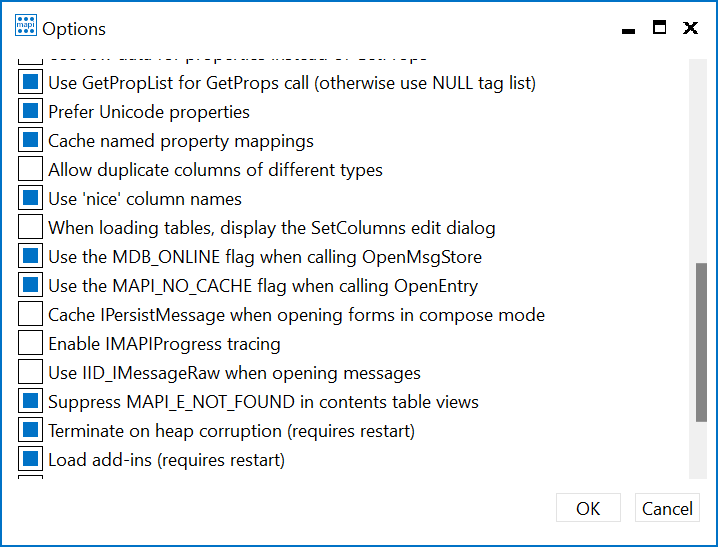 mapi
Options
Use GetPropList for GetProps call (otherwise use NULL tag list)
Prefer Unicode properties
Cache named property mappings
Allow duplicate columns of different types
Use 'nice' column names
When loading tables, display the SetColumns edit dialog
Use the MDB_ONLINE flag when calling OpenMsgStore
Use the MAPI_NO_CACHE flag when calling OpenEntry
Cache IPersistMessage when opening forms in compose mode
Enable IMAPIProgress tracing
Use IID_IMessageRaw when opening messages
Suppress MAPI_E_NOT_FOUND in contents table views
Terminate on heap corruption (requires restart)
Load add-ins (requires restart)
OK Cancel